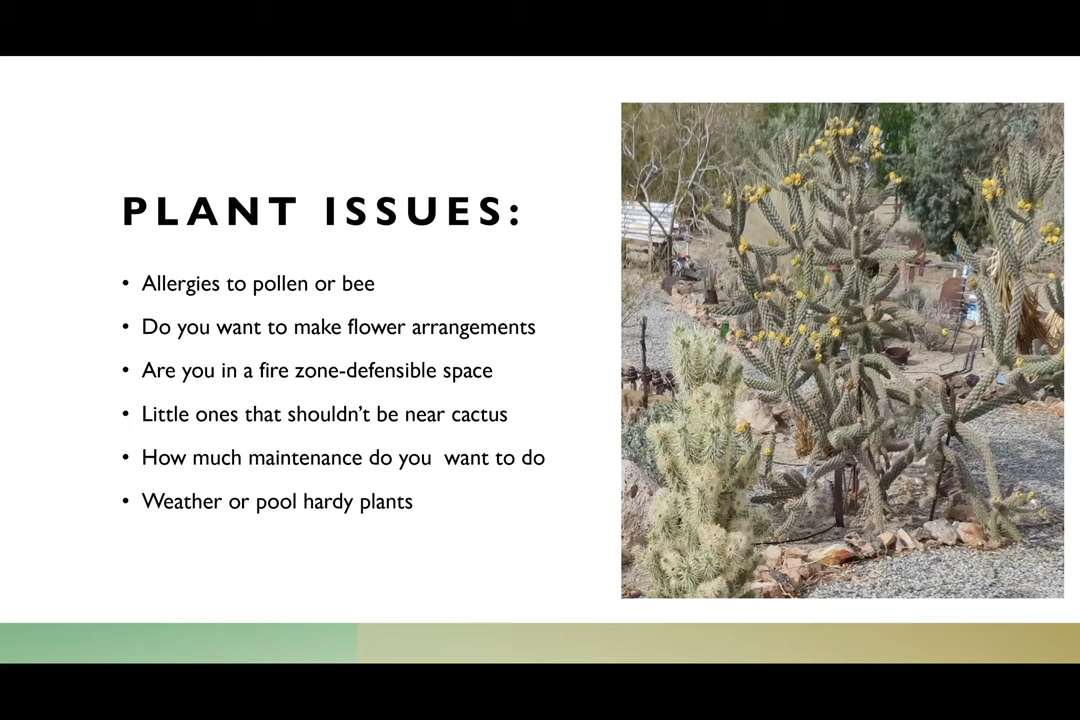 PLANT ISSUES:
• Allergies to pollen or bee
• Do you want to make flower arrangements
• Are you in a fire zone-defensible space
• Little ones that shouldn’t be near cactus
• How much maintenance do you  want to do
• Weather or pool hardy plants